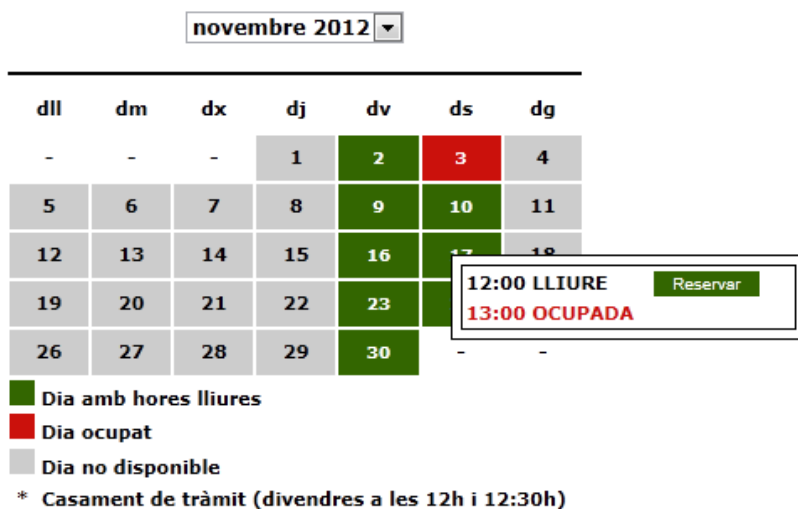 novembre 2012
dll dm dx dj dv ds dg
- - - 1 2 3 4
5 6 7 8 9 10 11
12 13 14 15 16 17 18
12:00 LLIURE Reservar
19 20 21 22 23
13:00 OCUPADA
26 27 28 29 30 - -
Dia amb hores lliures
Dia ocupat
Dia no disponible
* Casament de tràmit (divendres a les 12h i 12:30h)